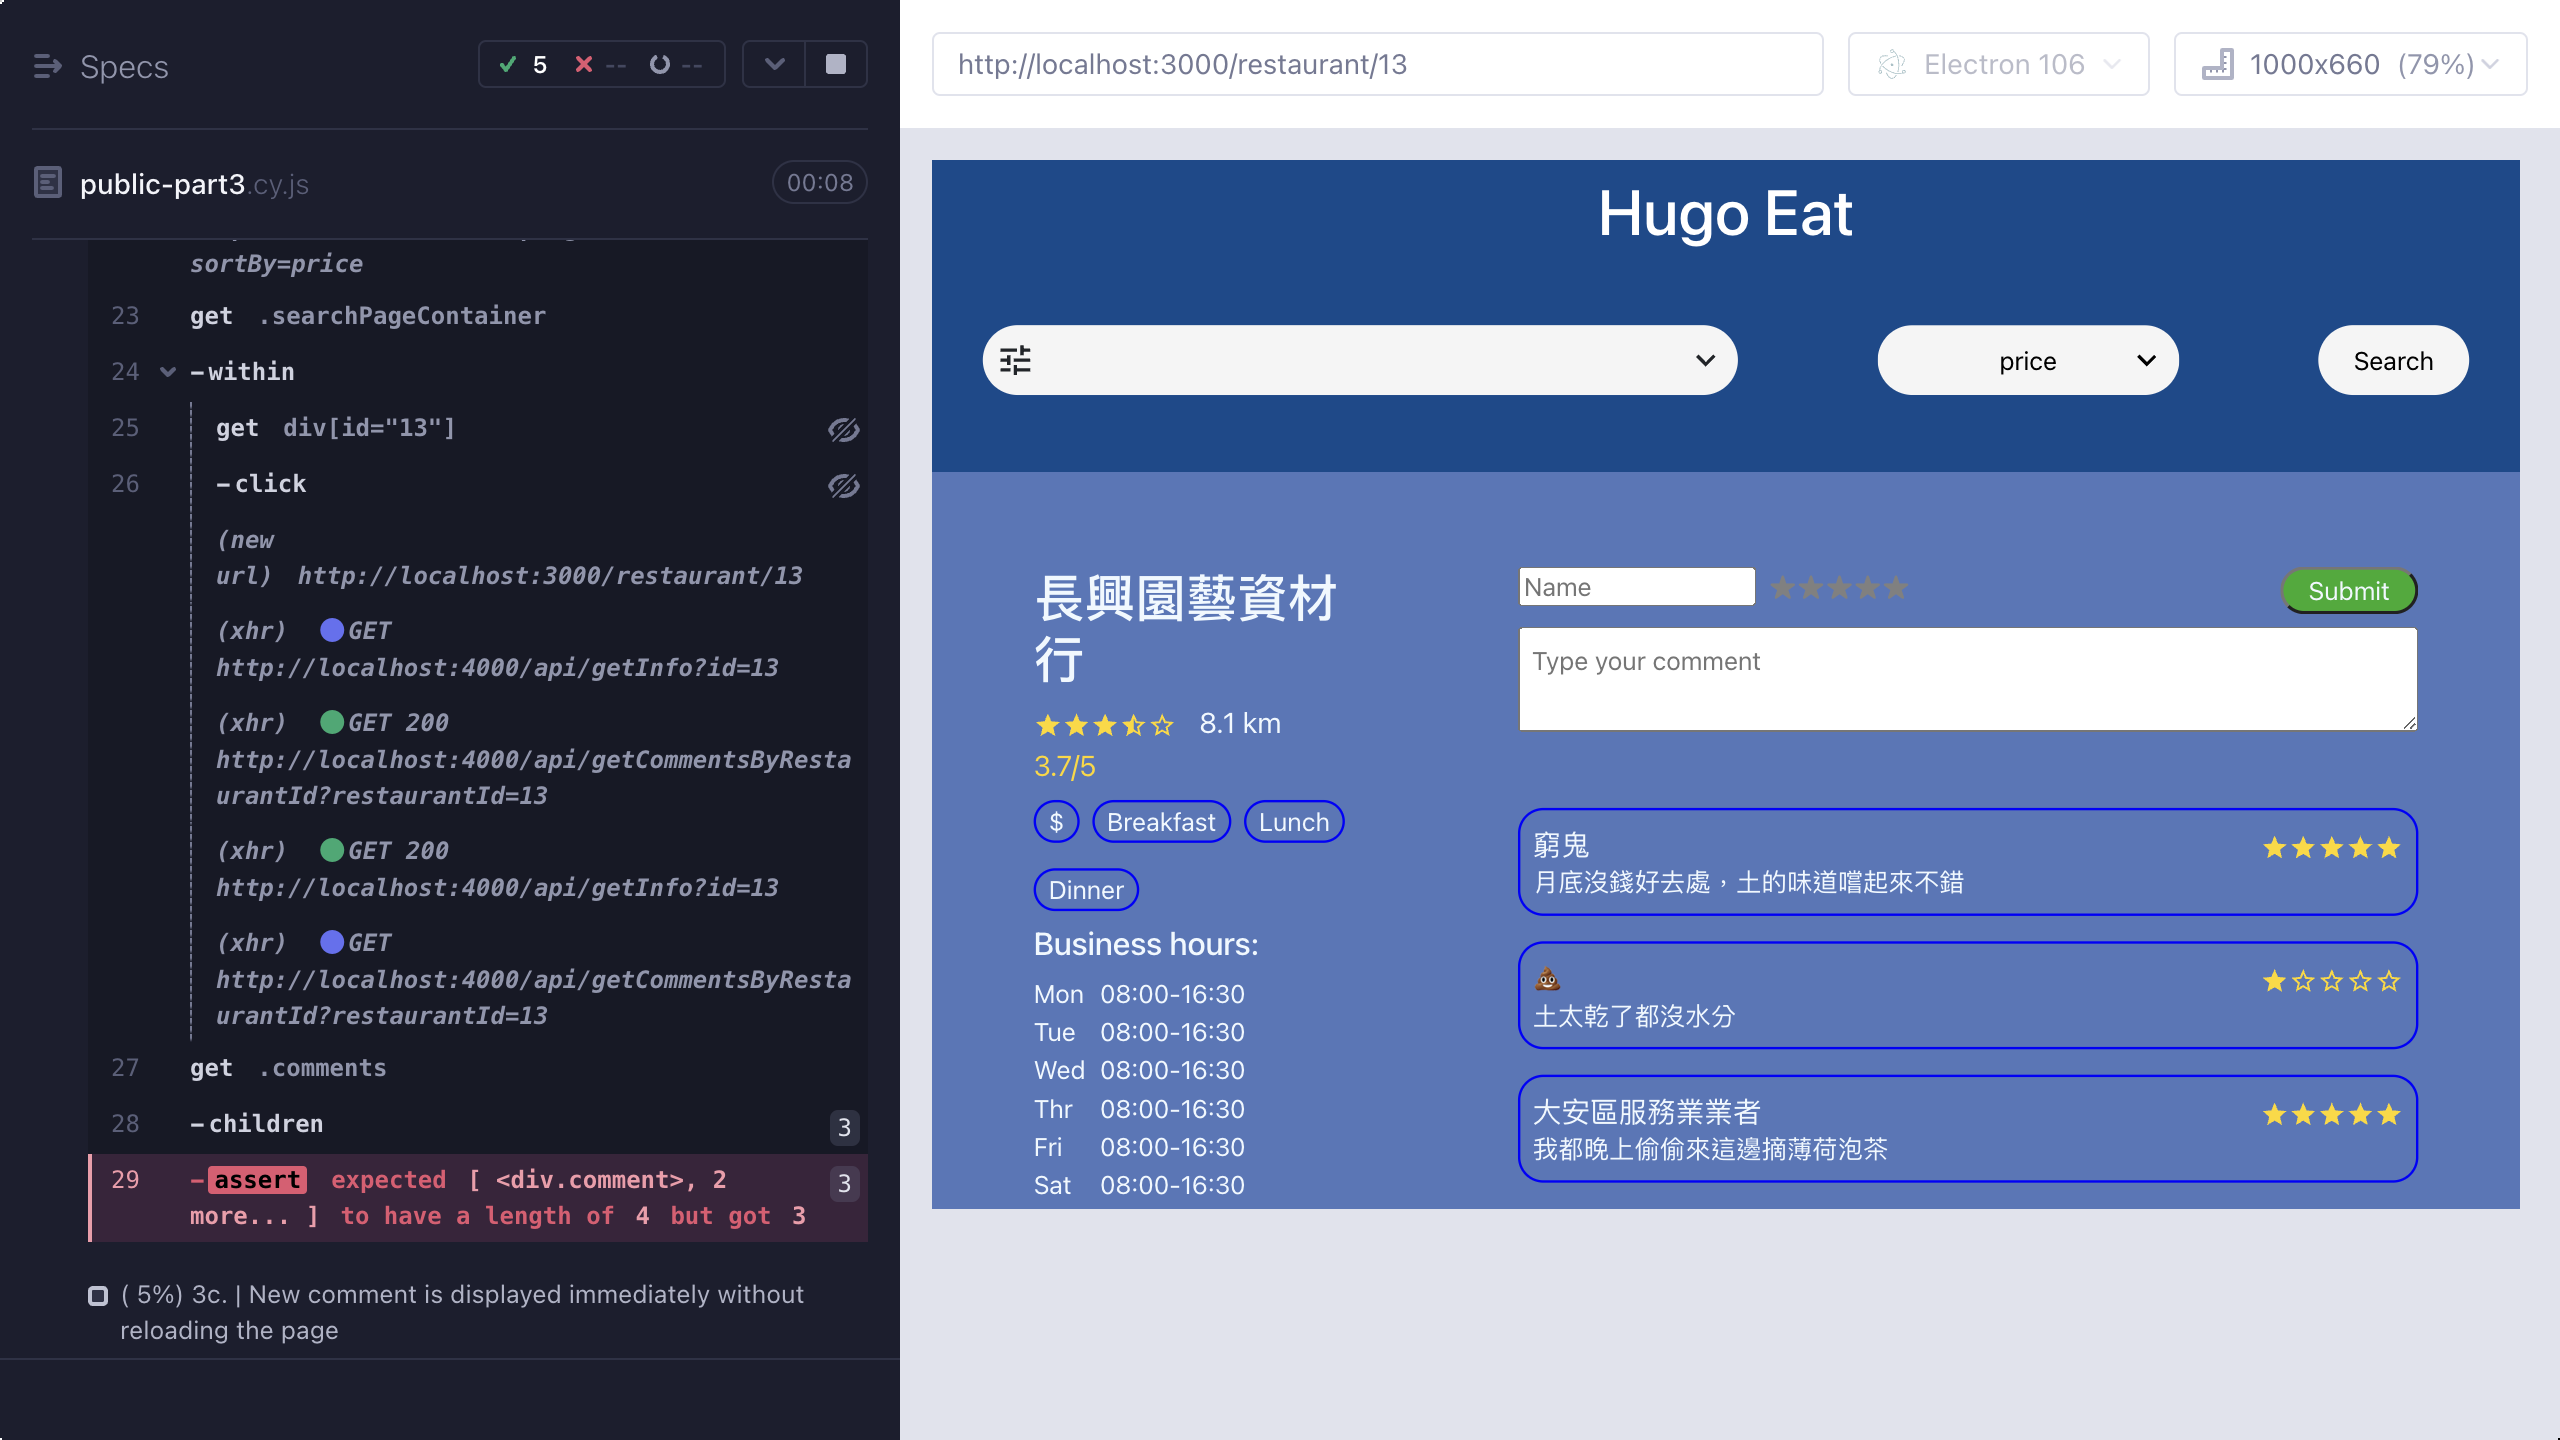 Specs
5
--
--
public-part3.cy.js
00:08
sortBy=price
23 get .searchPageContainer
24 -within
25 get div[id="13"]
26 -click
(new
url) http://localhost:3000/restaurant/13
(xhr) GET
http://localhost:4000/api/getInfo?id=13
(xhr) GET 200
http://localhost:4000/api/getCommentsByResta
urantId?restaurantId=13
(xhr) GET 200
http://localhost:4000/api/getInfo?id=13
(xhr) GET
http://localhost:4000/api/getCommentsByResta
urantId?restaurantId=13
27 get .comments
28 -children 3
29 -assert expected [ <div.comment>, 2 3
more... ] to have a length of 4 but got 3
( 5%) 3c. | New comment is displayed immediately without
reloading the page
http://localhost:3000/restaurant/13
Electron 106
1000x660 (79%)
Hugo Eat
price
Search
長興園藝資材
行
8.1 km
3.7/5
$ Breakfast Lunch
Dinner
Business hours:
Mon 08:00-16:30
Tue 08:00-16:30
Wed 08:00-16:30
Thr 08:00-16:30
Fri 08:00-16:30
Sat 08:00-16:30
Name
Submit
Type your comment
窮鬼
月底沒錢好去處，土的味道嚐起來不錯
💩
土太乾了都沒水分
大安區服務業業者
我都晚上偷偷來這邊摘薄荷泡茶